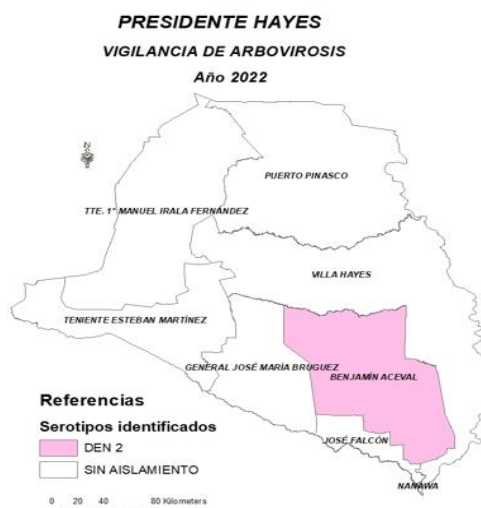 PRESIDENTE HAYES
VIGILANCIA DE ARBOVIROSIS
Año 2022
PUERTO PINASCO
TTE. 1° MANUEL IRALA FERNÁNDEZ
VILLA HAYES
TENIENTE ESTEBAN MARTÍNEZ
GENERAL JOSÉ MARÍA BRUGUEZ
BENJAMÍN ACEVAL
JOSÉ FALCÓN
NANAWA
Referencias
Serotipos identificados
DEN 2
SIN AISLAMIENTO
0 20 40 80 Kilometers